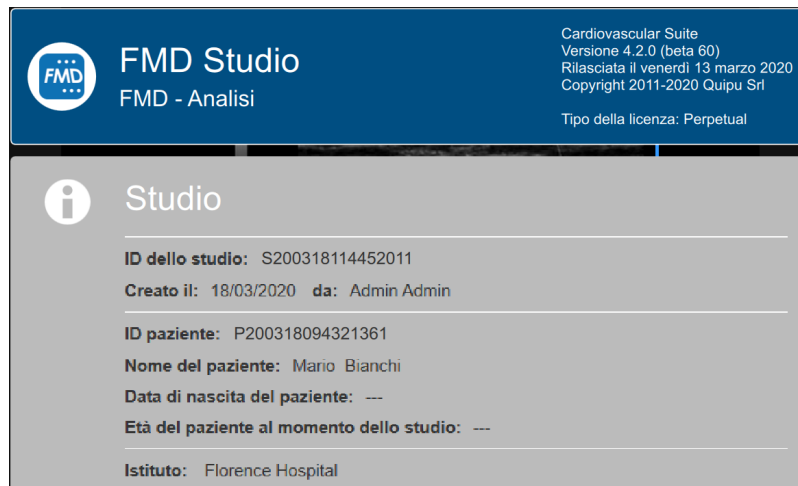 FMD
FMD Studio
FMD - Analisi
Cardiovascular Suite
Versione 4.2.0 (beta 60)
Rilasciata il venerdì 13 marzo 2020
Copyright 2011-2020 Quipu Srl
Tipo della licenza: Perpetual
Studio
ID dello studio: S200318114452011
Creato il: 18/03/2020 da: Admin Admin
ID paziente: P200318094321361
Nome del paziente: Mario Bianchi
Data di nascita del paziente: ---
Età del paziente al momento dello studio: ---
Istituto: Florence Hospital